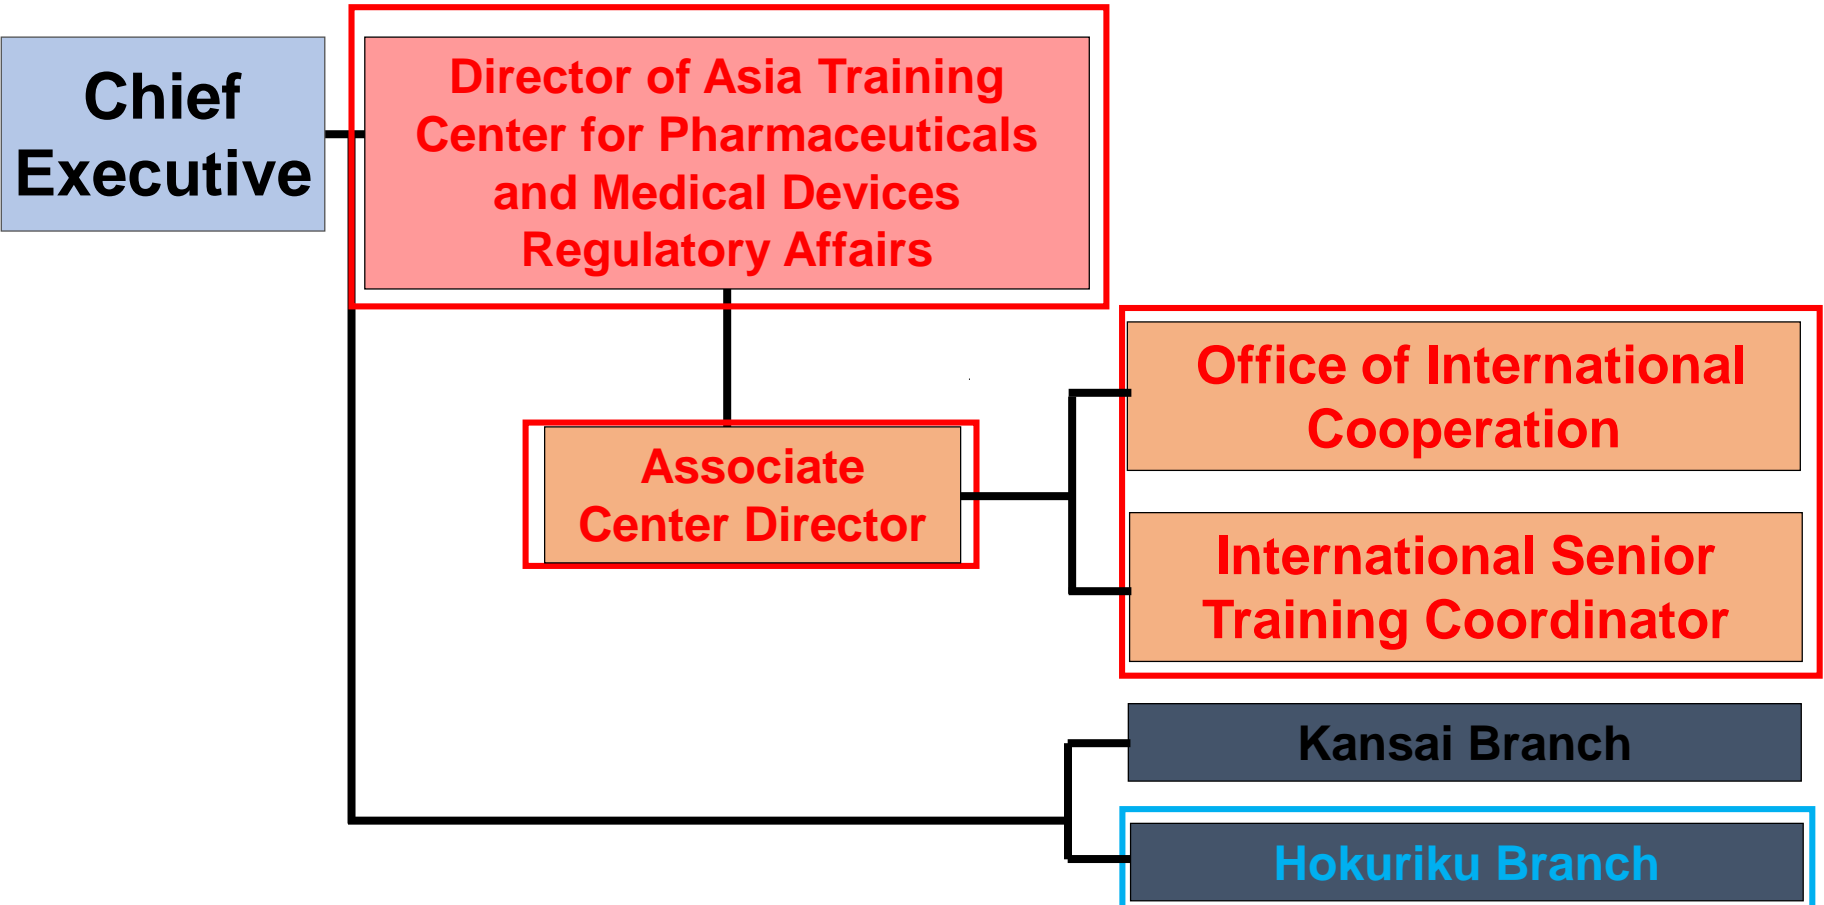 Chief
Executive
Director of Asia Training
Center for Pharmaceuticals
and Medical Devices
Regulatory Affairs
Associate
Center Director
Office of International
Cooperation
International Senior
Training Coordinator
Kansai Branch
Hokuriku Branch